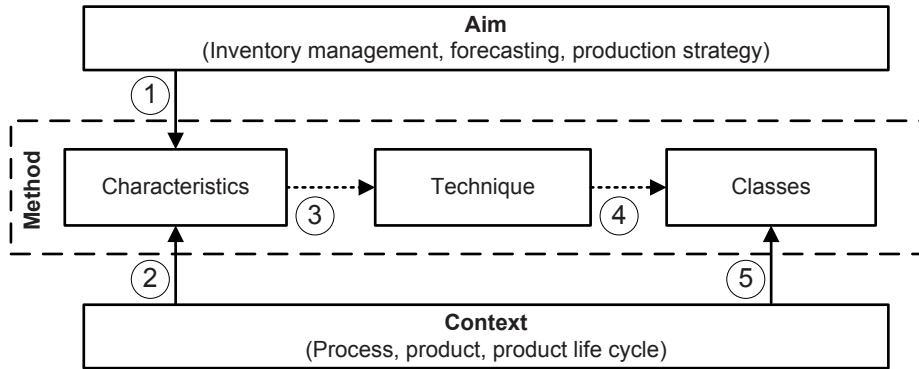 Aim
(Inventory management, forecasting, production strategy)
1
Method
Characteristics
Technique
Classes
3
4
2
5
Context
(Process, product, product life cycle)